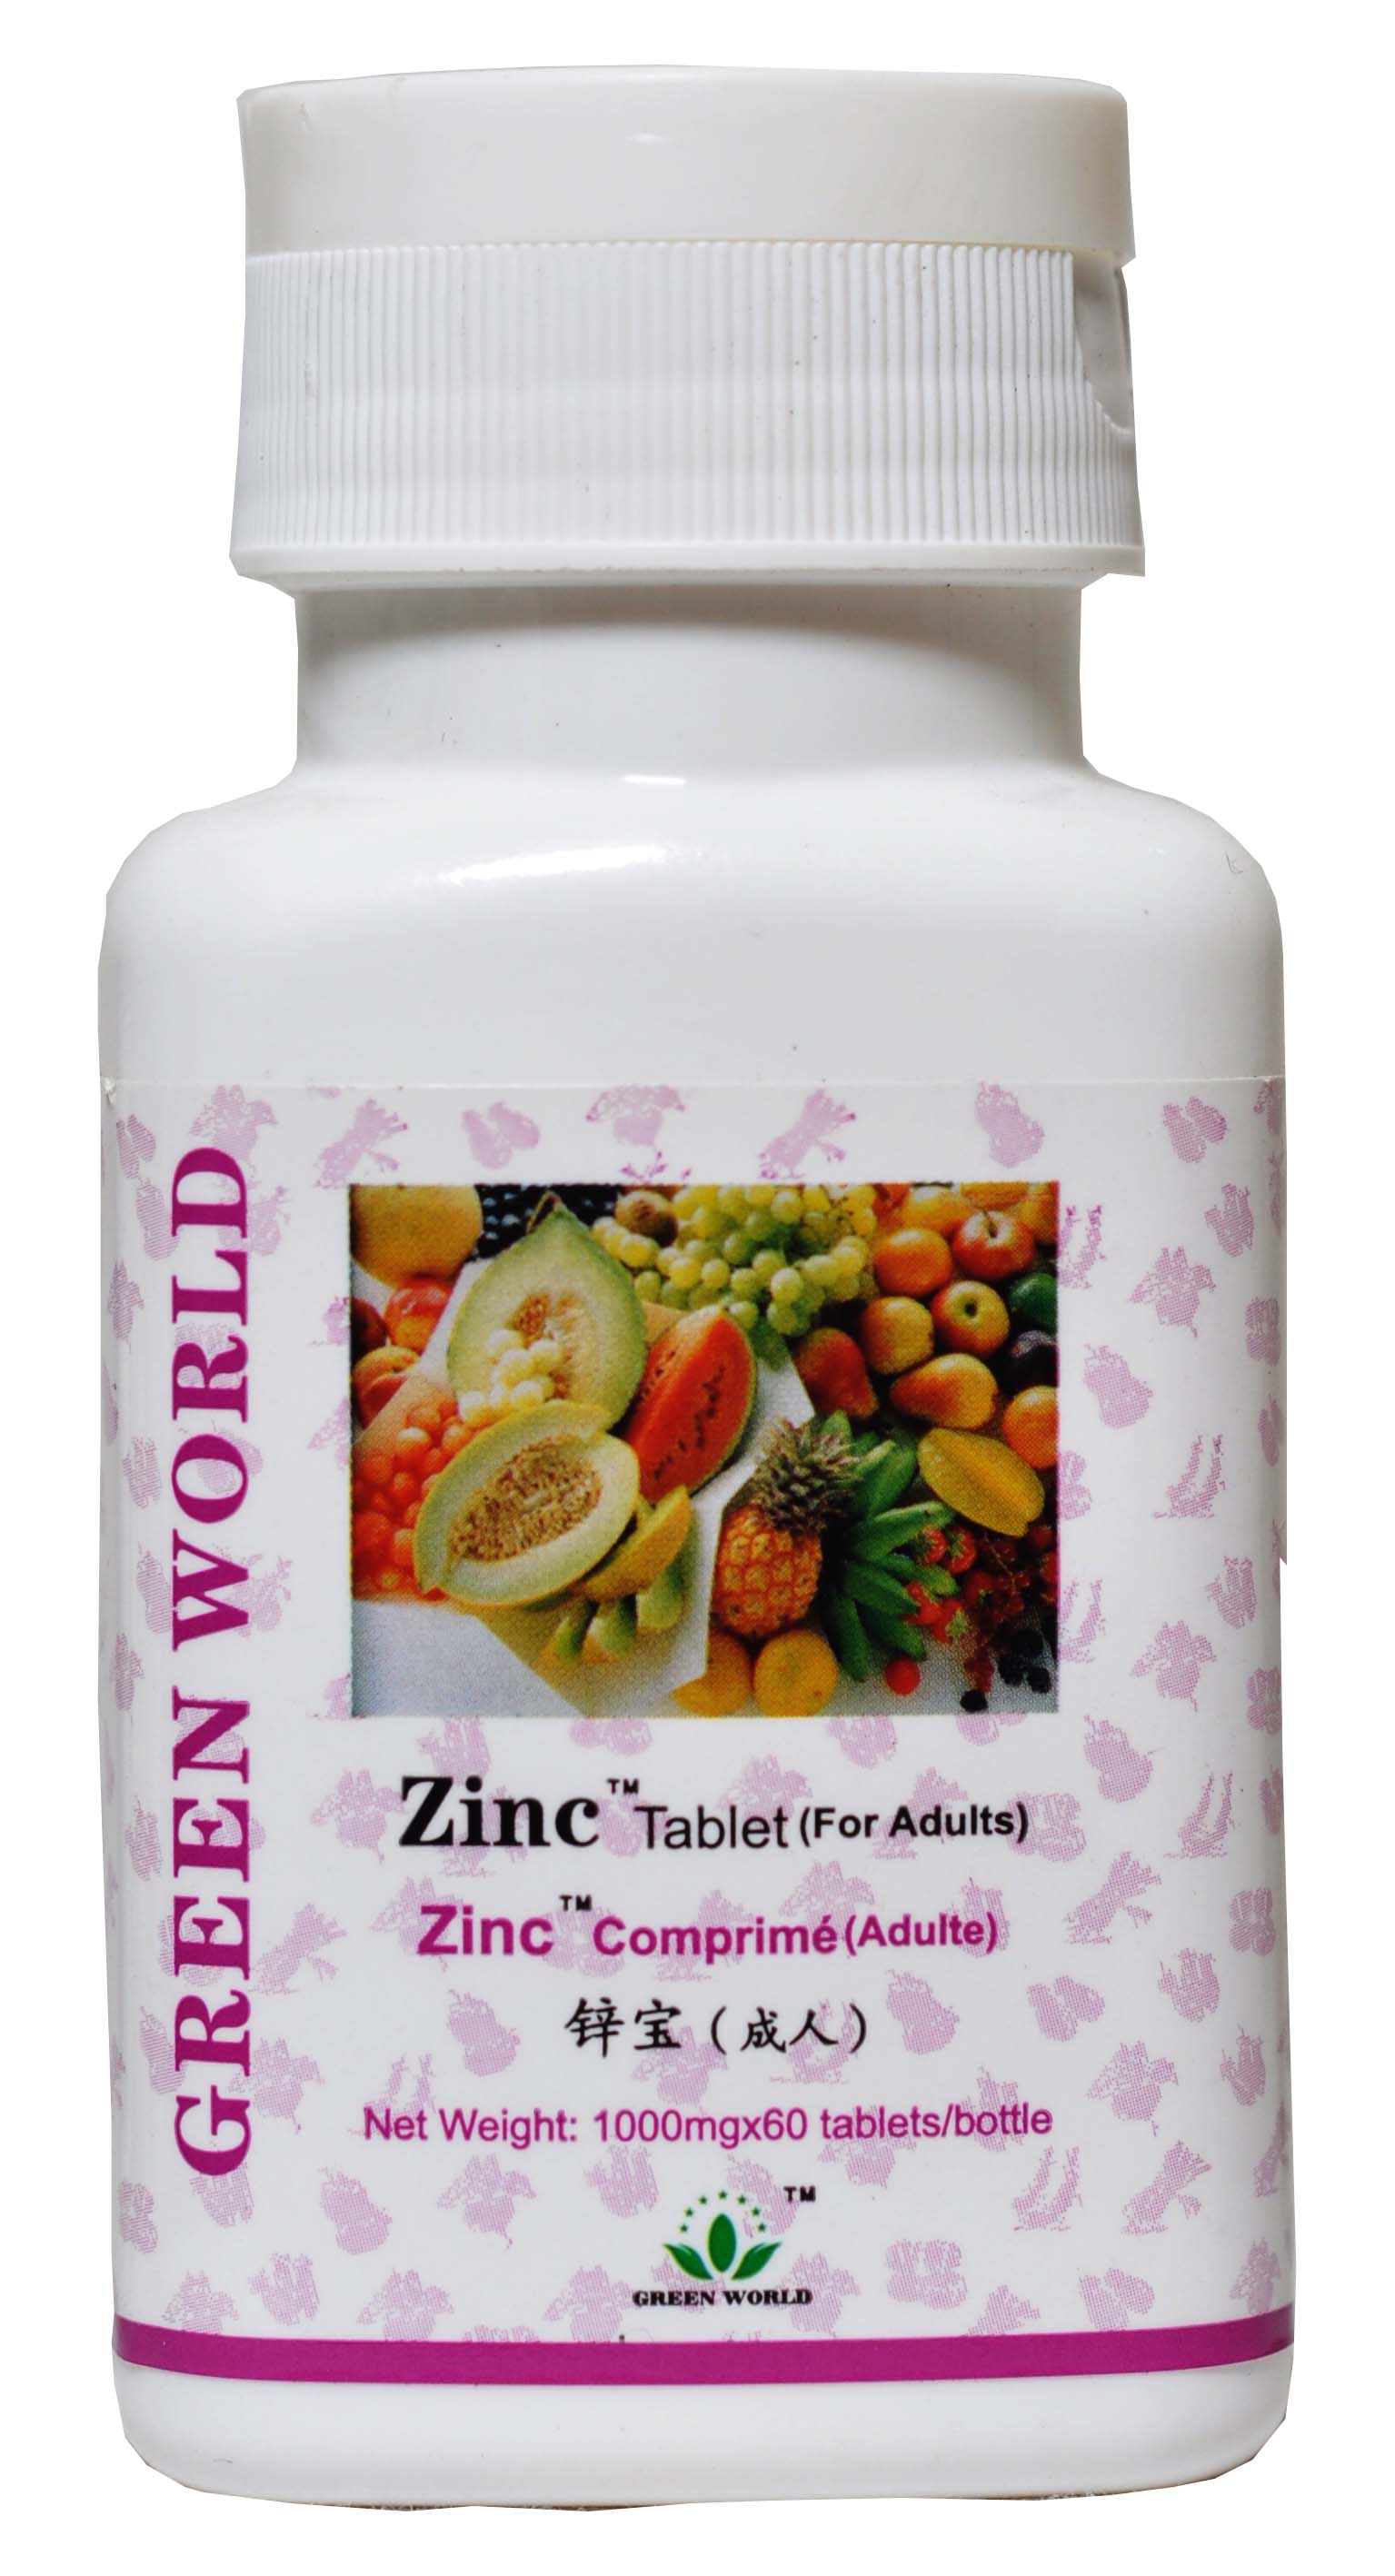 GREEN WORLD
Zinc™ Tablet (For Adults)
Zinc™ Comprimé (Adulte)
锌宝（成人）
Net Weight: 1000mgx60 tablets/bottle
TM
GREEN WORLD